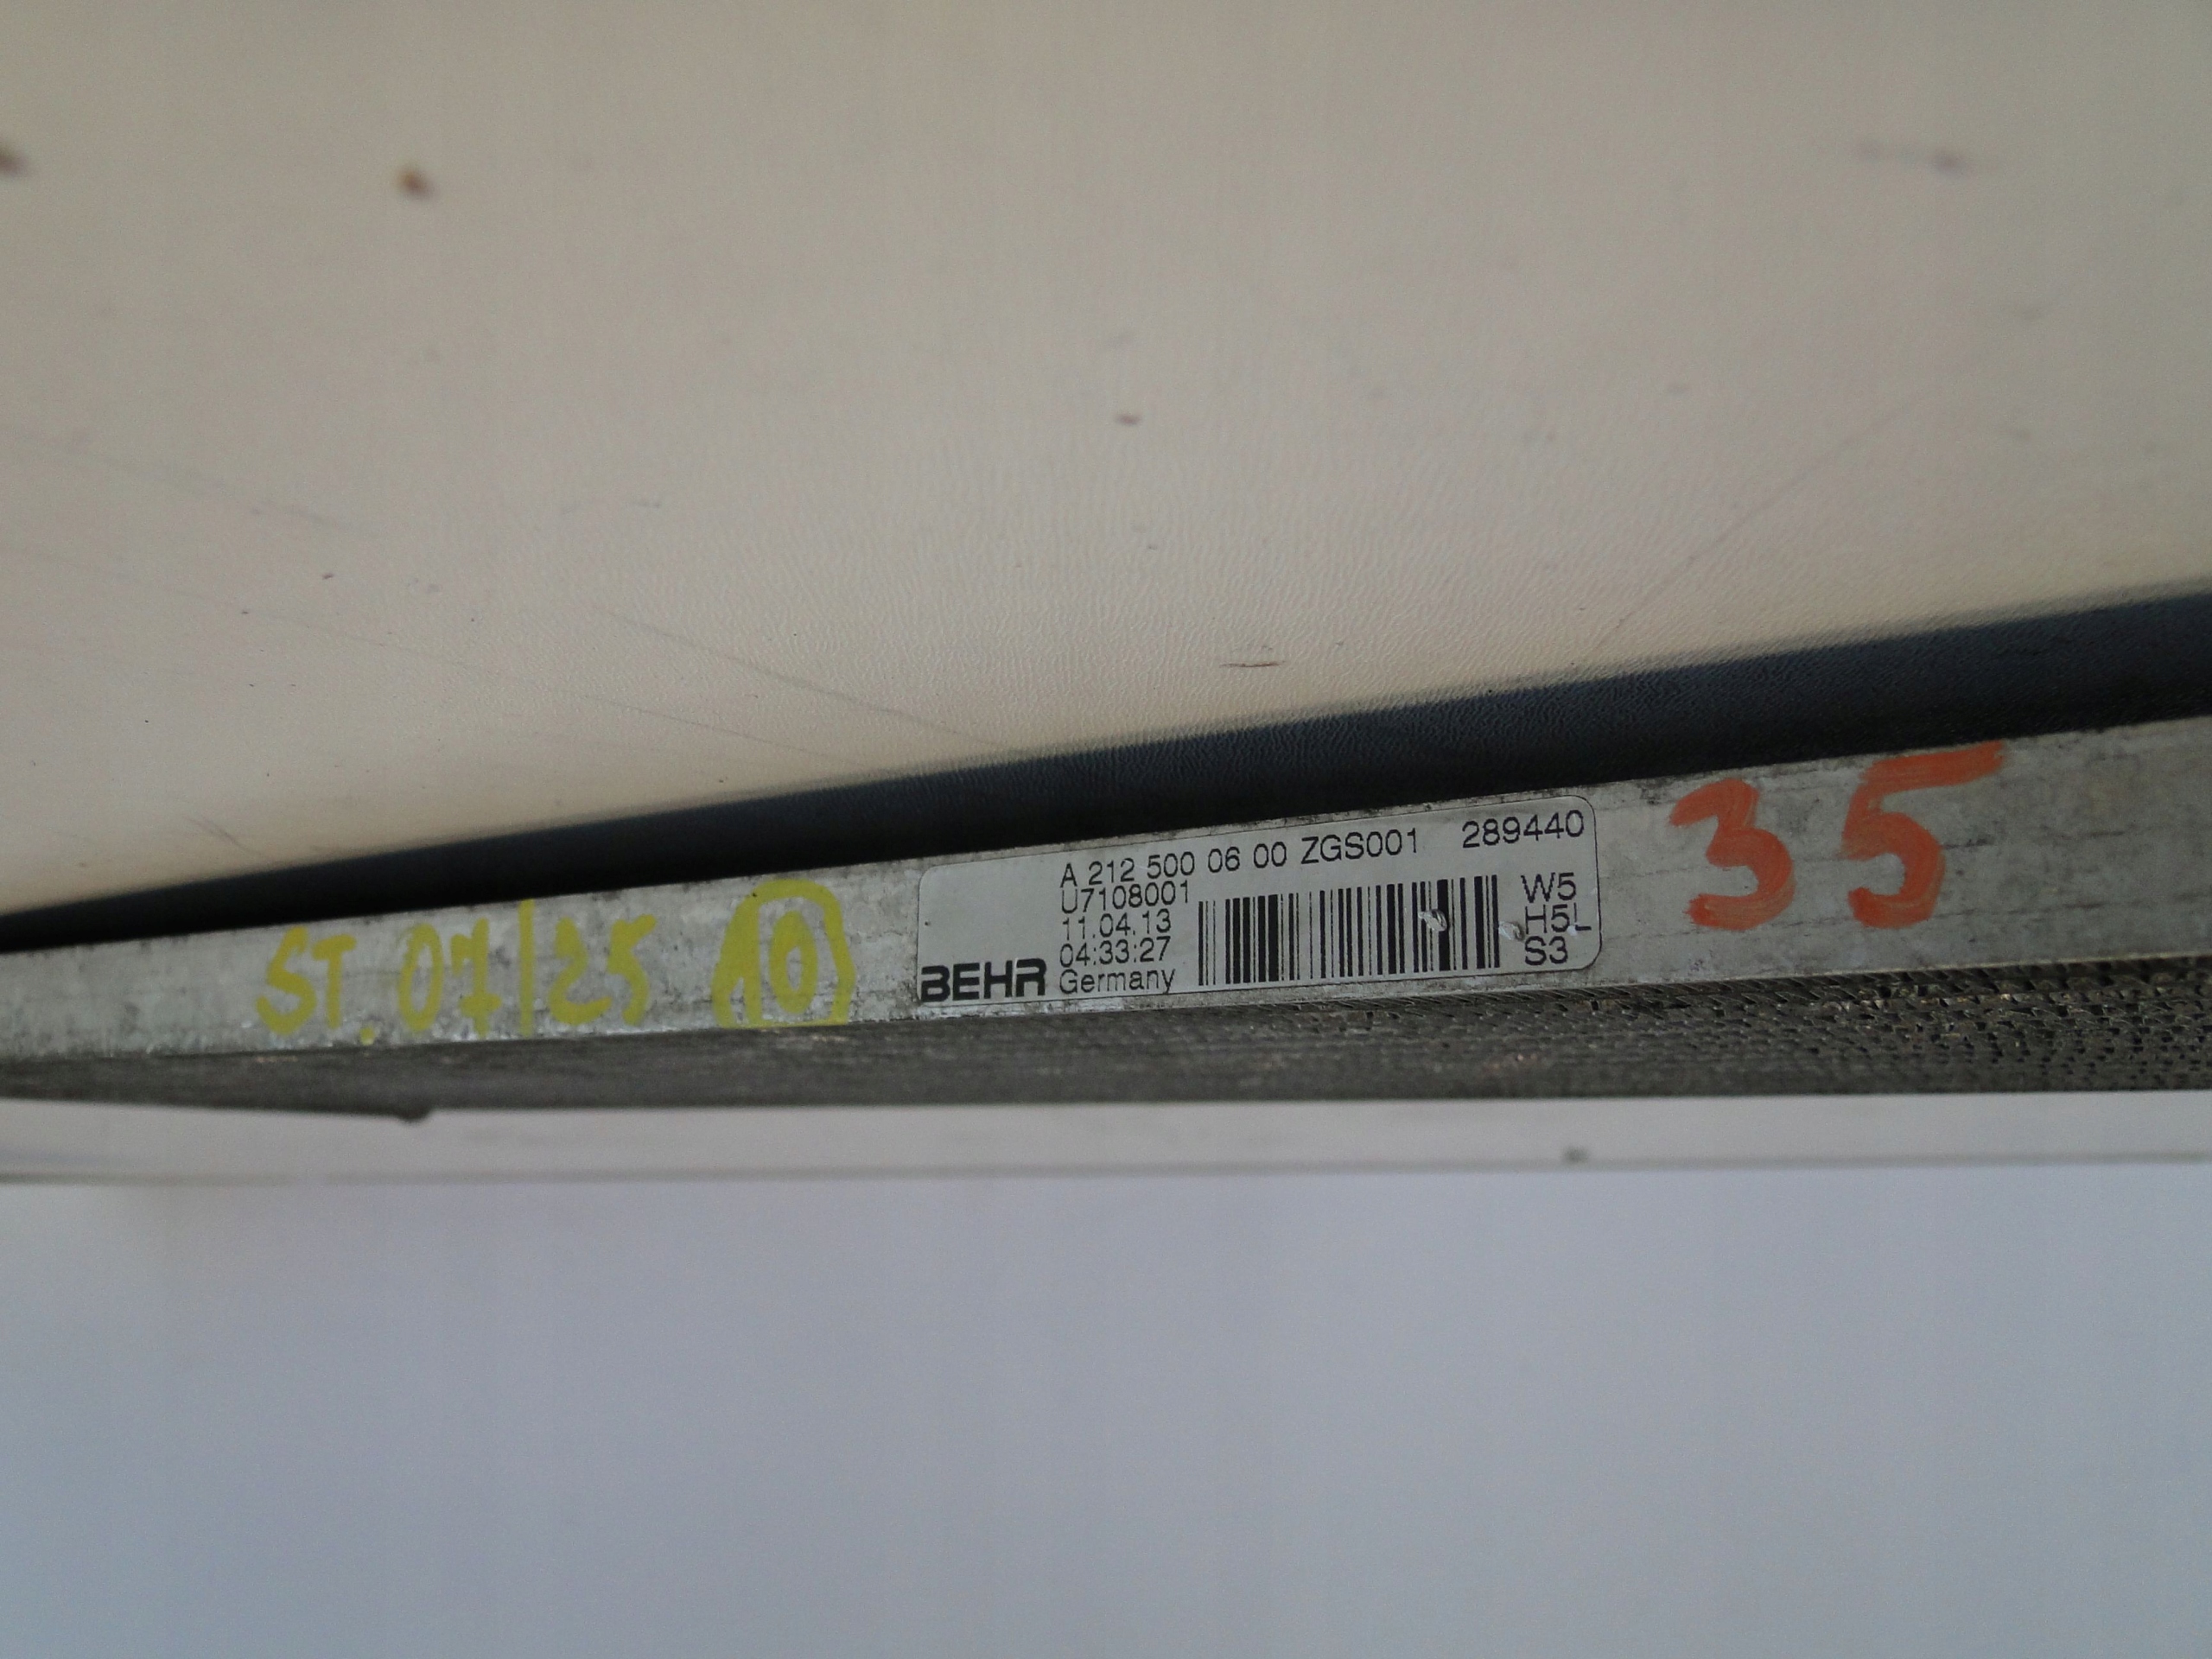 A 212 500 06 00 ZGS001 289440
U7108001
11.04.13
04:33:27
BEHR Germany
W5
H5L
S3
ST. 07/25 10
35